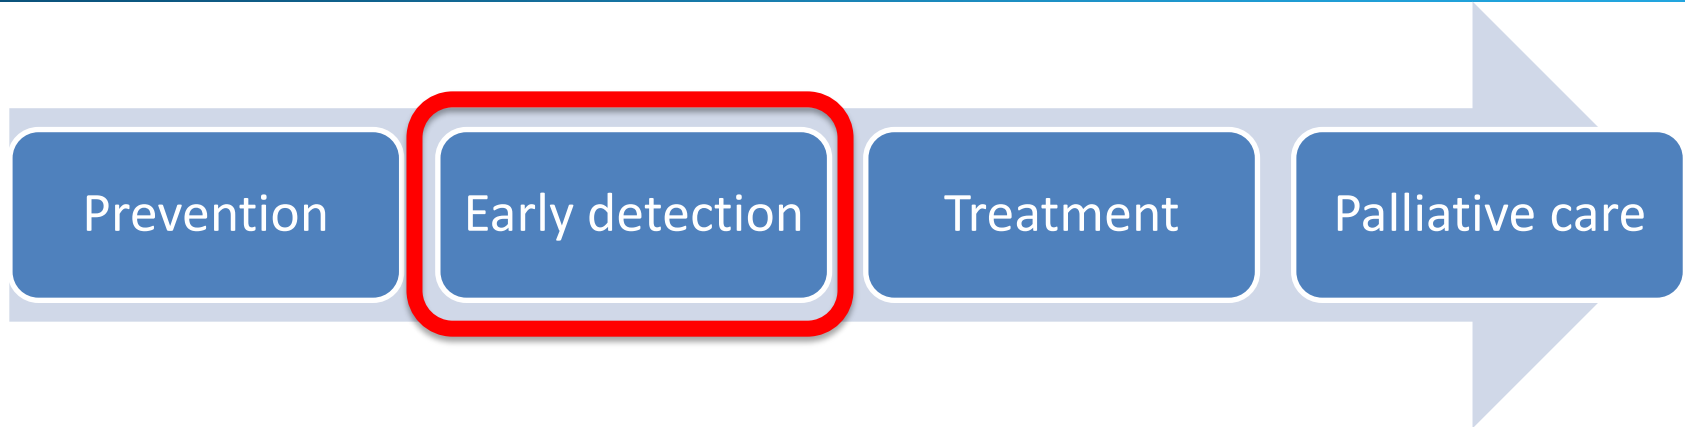 Prevention
Early detection
Treatment
Palliative care